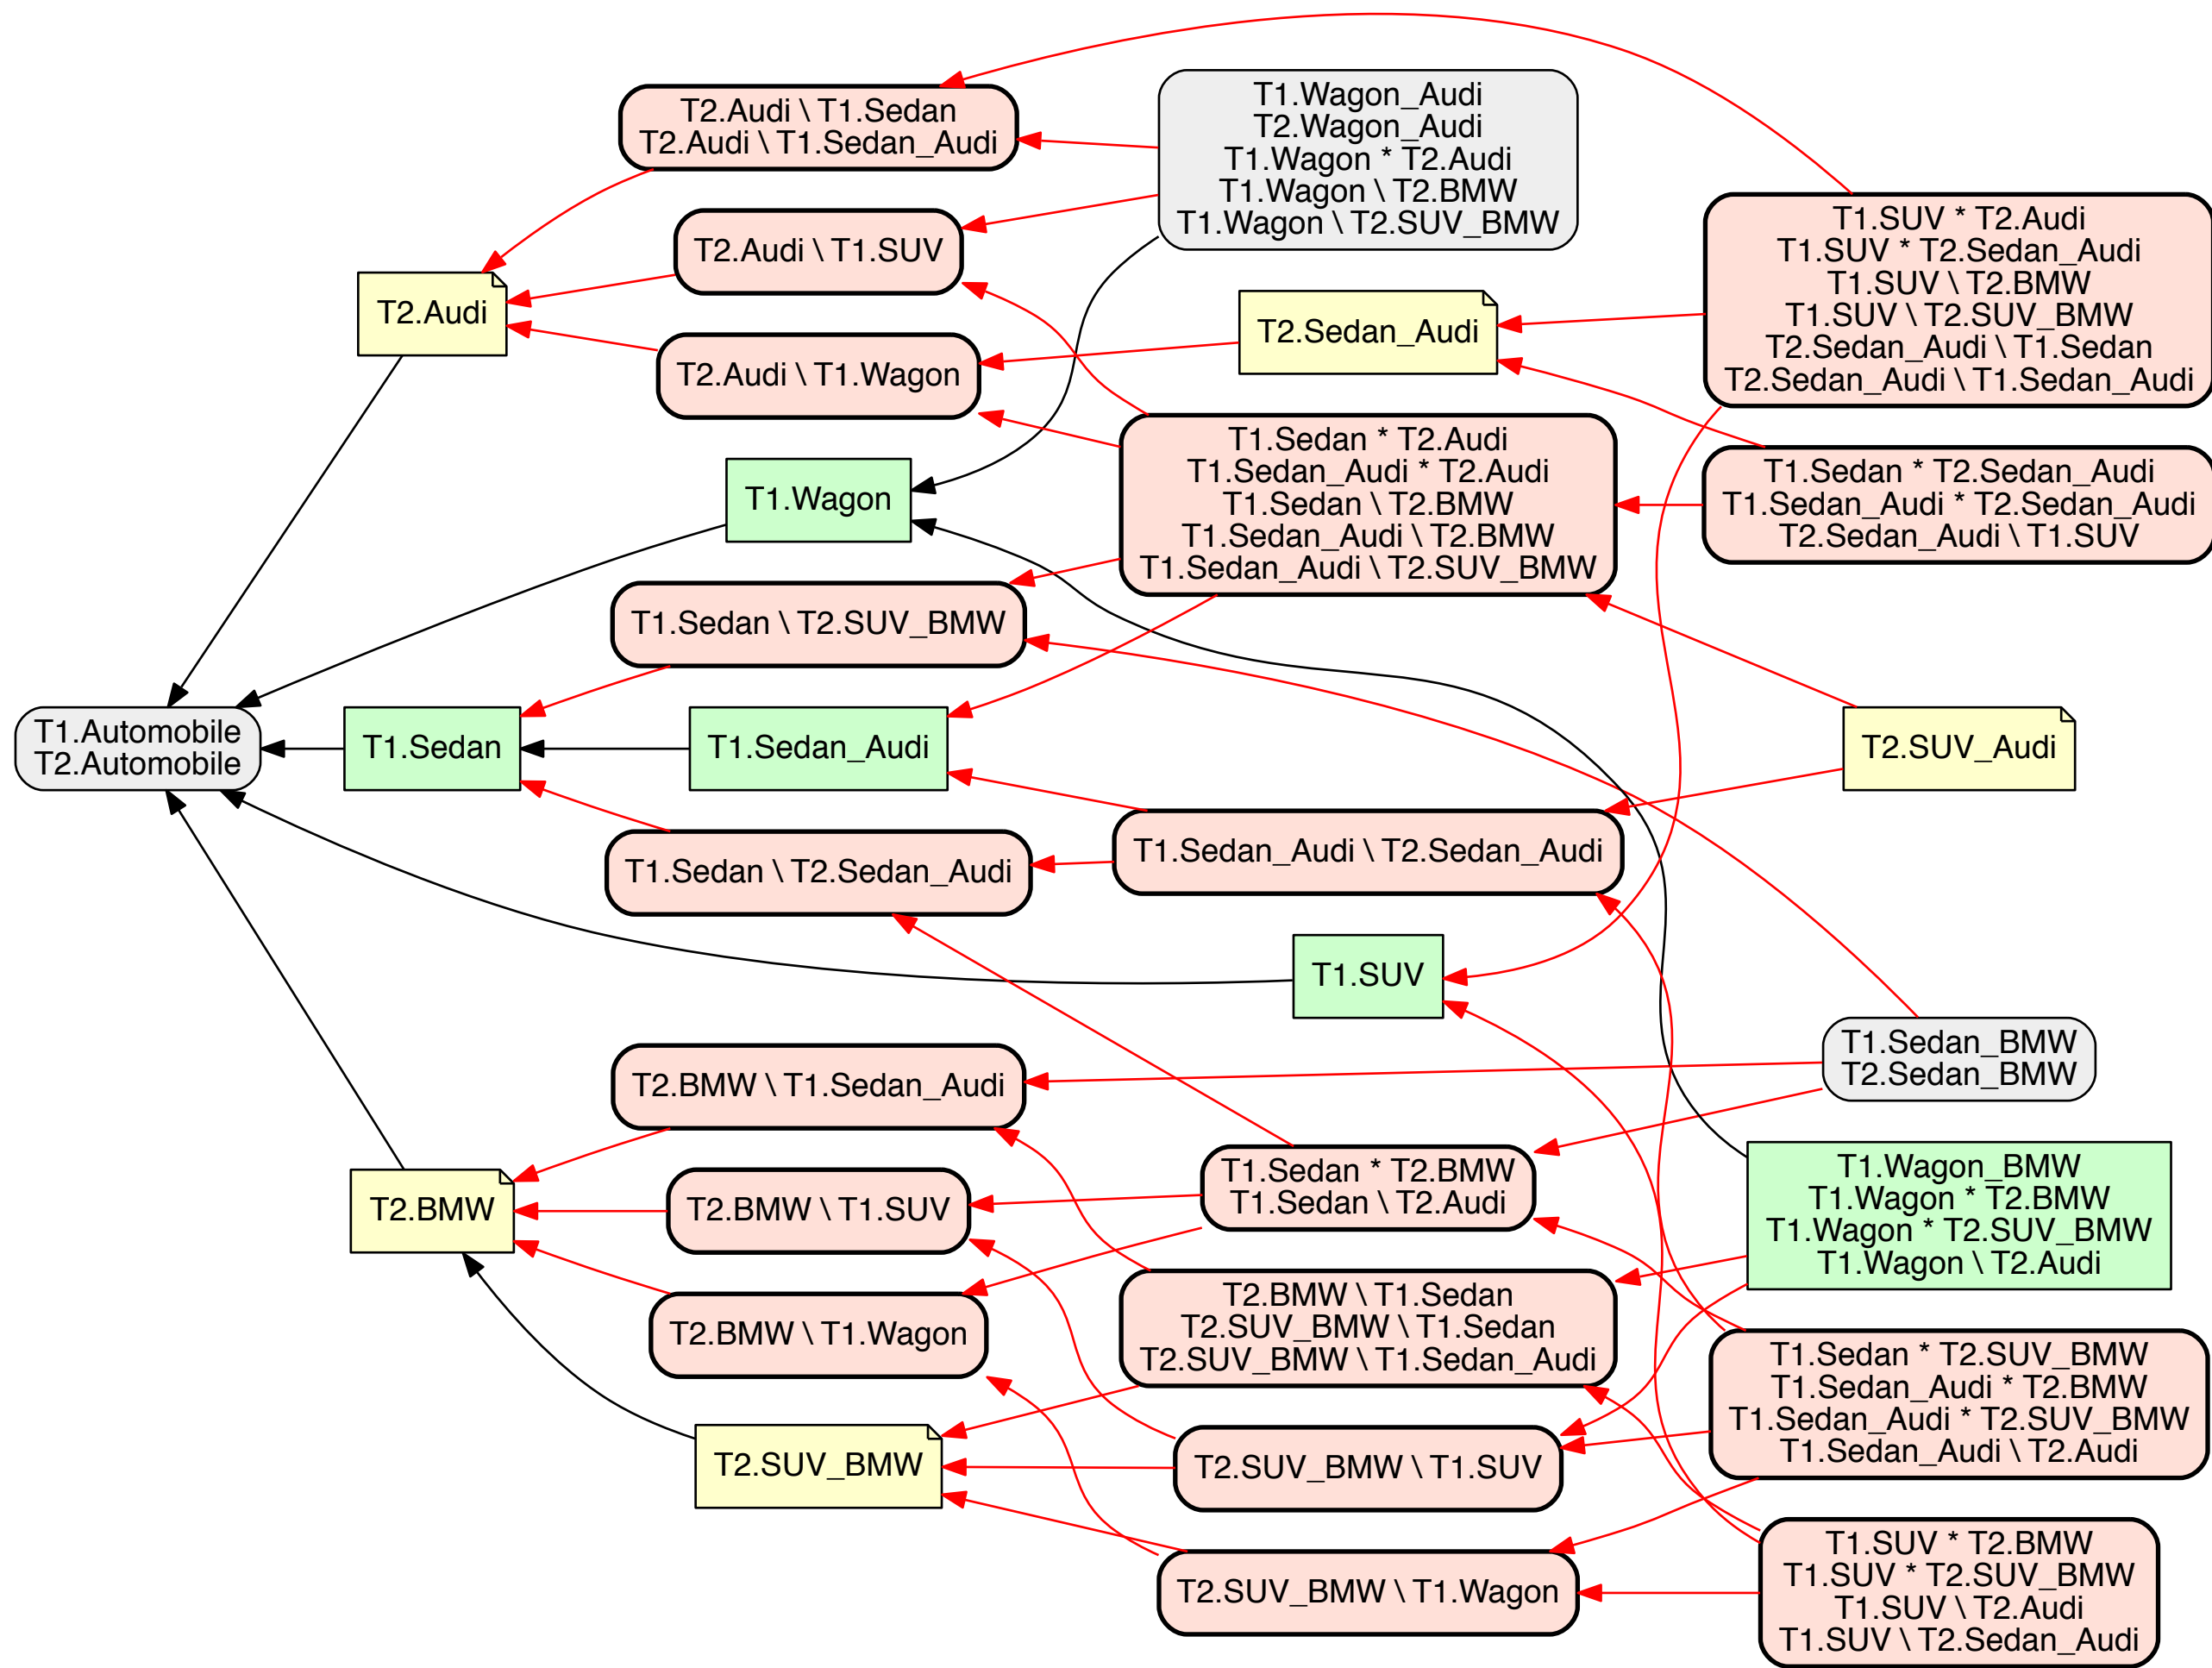 T2.Audi \ T1.Sedan
T2.Audi \ T1.Sedan_Audi
T1.Wagon_Audi
T2.Wagon_Audi
T1.Wagon * T2.Audi
T1.Wagon \ T2.BMW
T1.Wagon \ T2.SUV_BMW
T2.Audi \ T1.SUV
T1.SUV * T2.Audi
T1.SUV * T2.Sedan_Audi
T1.SUV \ T2.BMW
T1.SUV \ T2.SUV_BMW
T2.Sedan_Audi \ T1.Sedan
T2.Sedan_Audi \ T1.Sedan_Audi
T2.Audi
T2.Sedan_Audi
T2.Audi \ T1.Wagon
T1.Wagon
T1.Sedan * T2.Audi
T1.Sedan_Audi * T2.Audi
T1.Sedan \ T2.BMW
T1.Sedan_Audi \ T2.BMW
T1.Sedan_Audi \ T2.SUV_BMW
T1.Sedan * T2.Sedan_Audi
T1.Sedan_Audi * T2.Sedan_Audi
T2.Sedan_Audi \ T1.SUV
T1.Sedan \ T2.SUV_BMW
T1.Automobile
T2.Automobile
T1.Sedan
T1.Sedan_Audi
T2.SUV_Audi
T1.Sedan \ T2.Sedan_Audi
T1.Sedan_Audi \ T2.Sedan_Audi
T1.SUV
T2.BMW \ T1.Sedan_Audi
T1.Sedan_BMW
T2.Sedan_BMW
T2.BMW
T2.BMW \ T1.SUV
T1.Sedan * T2.BMW
T1.Sedan \ T2.Audi
T1.Wagon_BMW
T1.Wagon * T2.BMW
T1.Wagon * T2.SUV_BMW
T1.Wagon \ T2.Audi
T2.BMW \ T1.Wagon
T2.BMW \ T1.Sedan
T2.SUV_BMW \ T1.Sedan
T2.SUV_BMW \ T1.Sedan_Audi
T1.Sedan * T2.SUV_BMW
T1.Sedan_Audi * T2.BMW
T1.Sedan_Audi * T2.SUV_BMW
T1.Sedan_Audi \ T2.Audi
T2.SUV_BMW
T2.SUV_BMW \ T1.SUV
T2.SUV_BMW \ T1.Wagon
T1.SUV * T2.BMW
T1.SUV * T2.SUV_BMW
T1.SUV \ T2.Audi
T1.SUV \ T2.Sedan_Audi